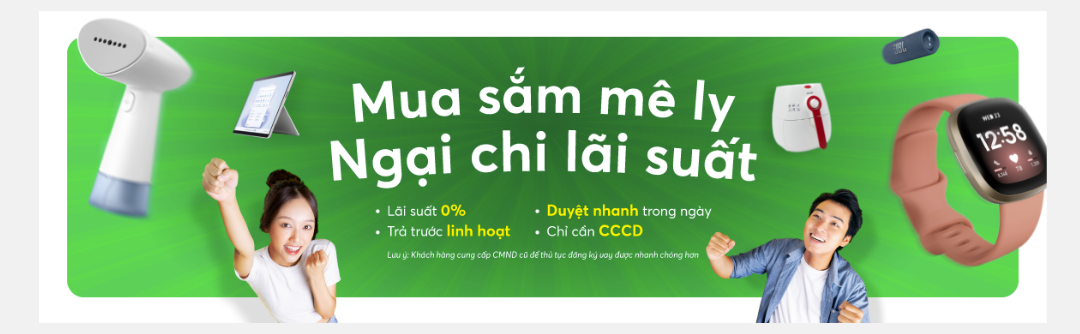 Mua sắm mê ly
Ngại chi lãi suất
• Lãi suất 0%
• Duyệt nhanh trong ngày
• Trả trước linh hoạt
• Chỉ cần CCCD
Lưu ý: Khách hàng cung cấp CMND cũ để thủ tục đăng ký vay được nhanh chóng hơn
12:58